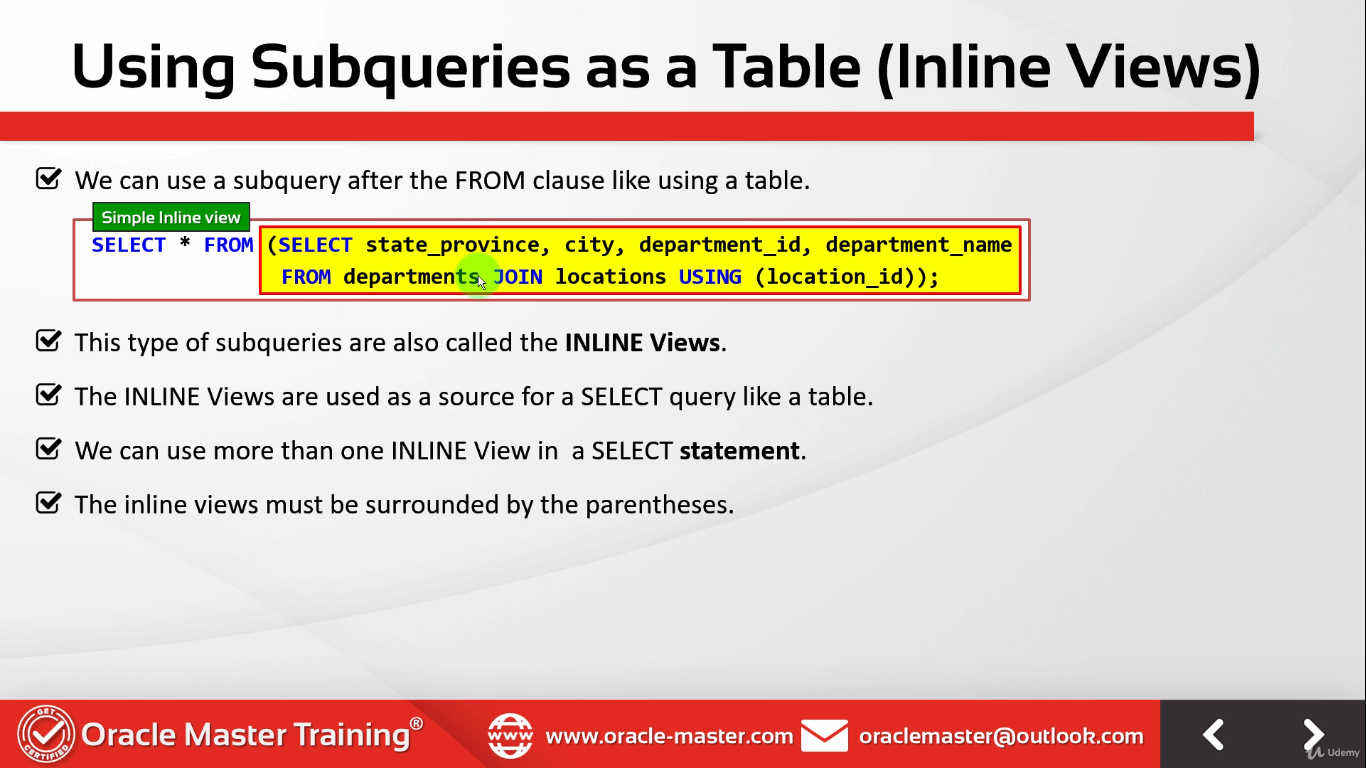 Using Subqueries as a Table (Inline Views)
We can use a subquery after the FROM clause like using a table.
Simple Inline view
SELECT * FROM (SELECT state_province, city, department_id, department_name
FROM departments JOIN locations USING (location_id));
This type of subqueries are also called the INLINE Views.
The INLINE Views are used as a source for a SELECT query like a table.
We can use more than one INLINE View in  a SELECT statement.
The inline views must be surrounded by the parentheses.
GET
CERTIFIED
Oracle Master Training®
WWW
www.oracle-master.com
oraclemaster@outlook.com
Udemy